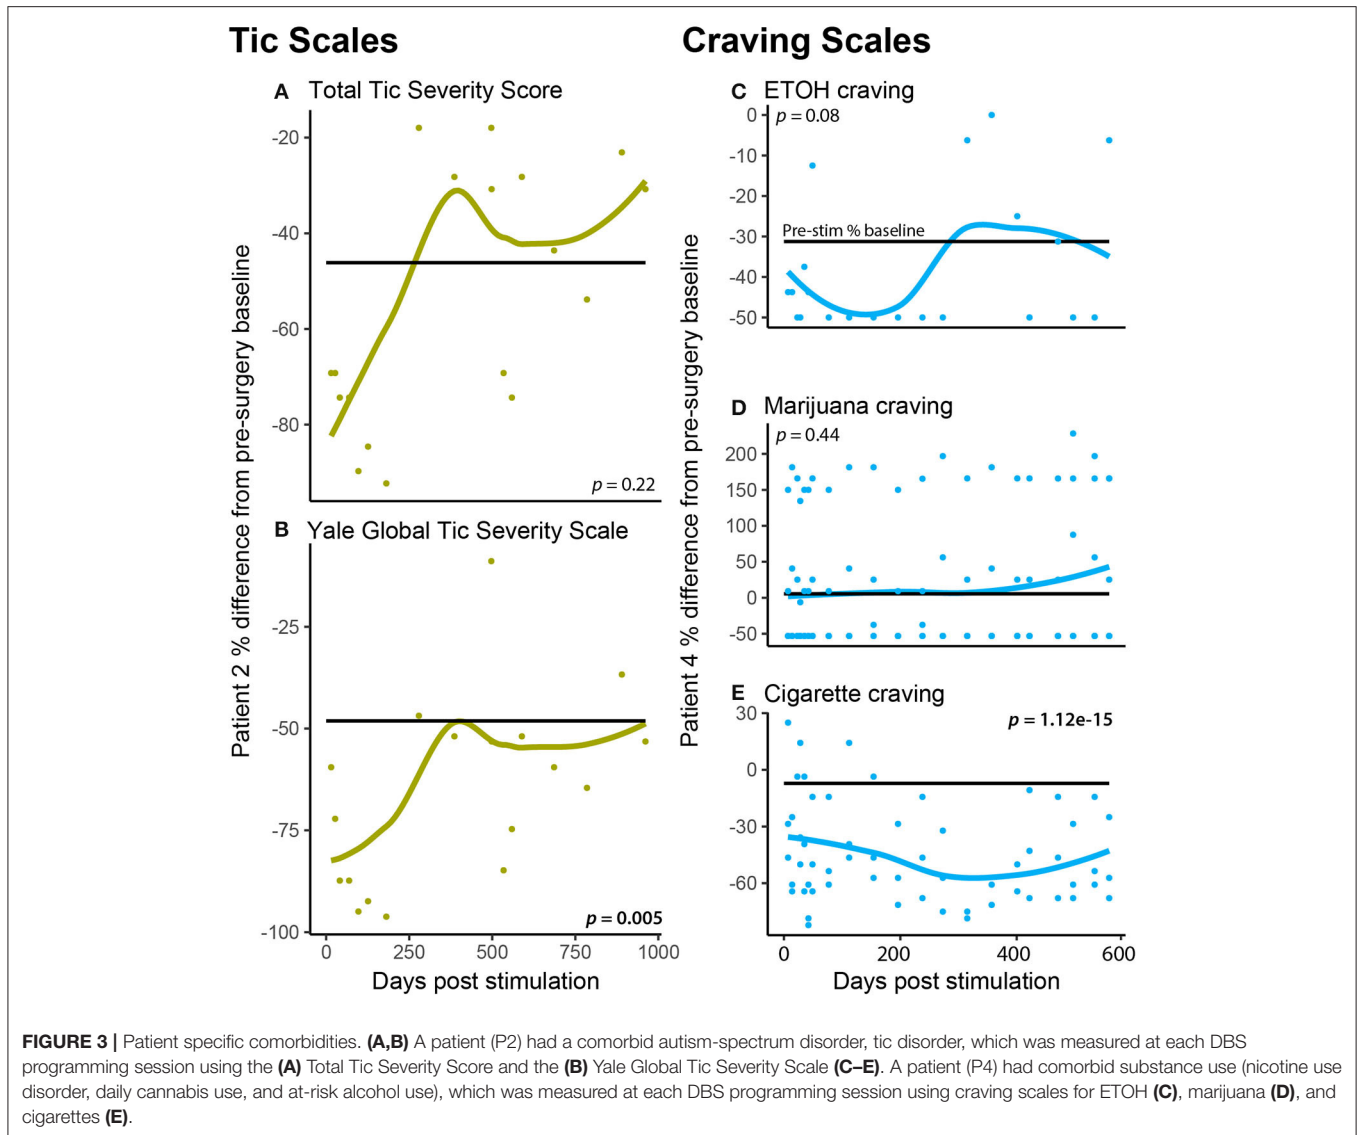 Tic Scales
Craving Scales
A Total Tic Severity Score
-20
-40
-60
-80
p = 0.22
B Yale Global Tic Severity Scale
-25
-50
-75
-100
p = 0.005
0 250 500 750 1000
Days post stimulation
Patient 2 % difference from pre-surgery baseline
C ETOH craving
p = 0.08
0
-10
-20
-30
-40
-50
Pre-stim % baseline
D Marijuana craving
p = 0.44
200
150
100
50
0
-50
E Cigarette craving
p = 1.12e-15
30
0
-30
-60
0 200 400 600
Days post stimulation
Patient 4 % difference from pre-surgery baseline
FIGURE 3 | Patient specific comorbidities. (A,B) A patient (P2) had a comorbid autism-spectrum disorder, tic disorder, which was measured at each DBS
programming session using the (A) Total Tic Severity Score and the (B) Yale Global Tic Severity Scale (C–E). A patient (P4) had comorbid substance use (nicotine use
disorder, daily cannabis use, and at-risk alcohol use), which was measured at each DBS programming session using craving scales for ETOH (C), marijuana (D), and
cigarettes (E).